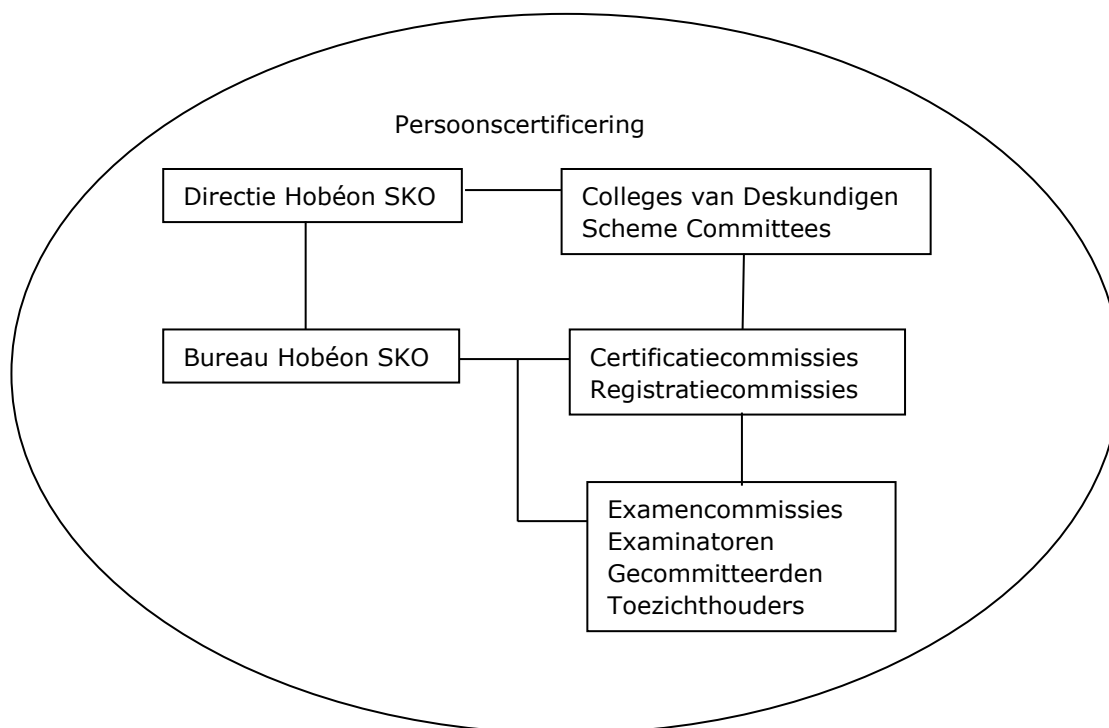 Persoonscertificering
Directie Hobéon SKO
Colleges van Deskundigen
Scheme Committees
Bureau Hobéon SKO
Certificatiecommissies
Registratiecommissies
Examencommissies
Examinatoren
Gecommitteerden
Toezichthouders